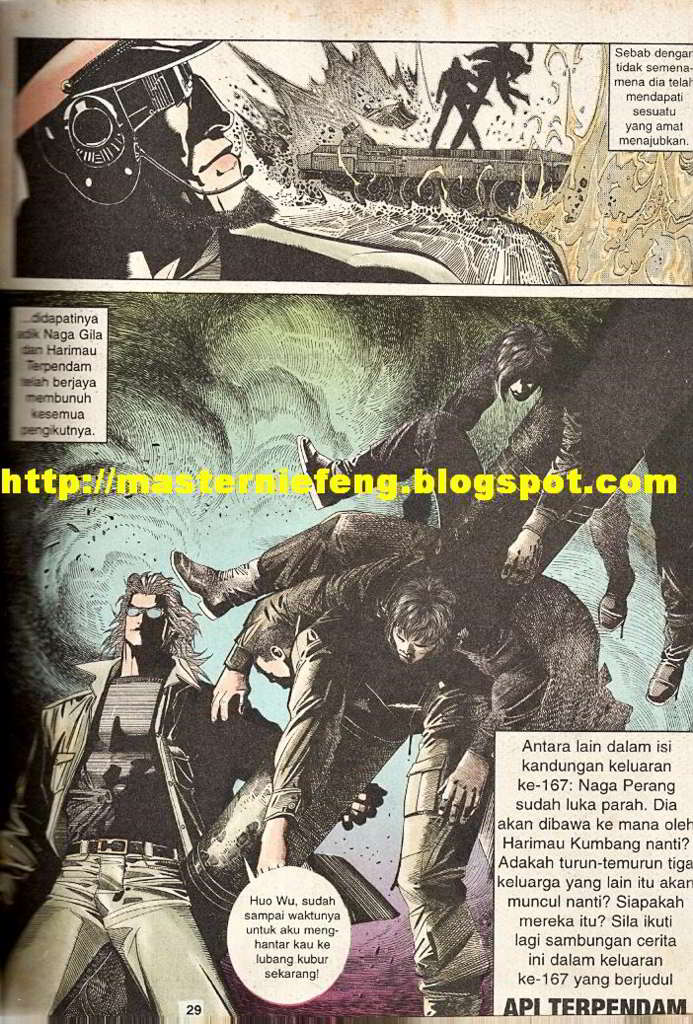 Sebab dengan
tidak semena-
mena dia telah
mendapati
sesuatu
yang amat
menajubkan.
...didapatinya
adik Naga Gila
dan Harimau
Terpendam
telah berjaya
membunuh
kesemua
pengikutnya.
http://masterniefeng.blogspot.com
Huo Wu, sudah
sampai waktunya
untuk aku meng-
hantar kau ke
lubang kubur
sekarang!
Antara lain dalam isi
kandungan keluaran
ke-167: Naga Perang
sudah luka parah. Dia
akan dibawa ke mana oleh
Harimau Kumbang nanti?
Adakah turun-temurun tiga
keluarga yang lain itu akan
muncul nanti? Siapakah
mereka itu? Sila ikuti
lagi sambungan cerita
ini dalam keluaran
ke-167 yang berjudul
API TERPENDAM
29